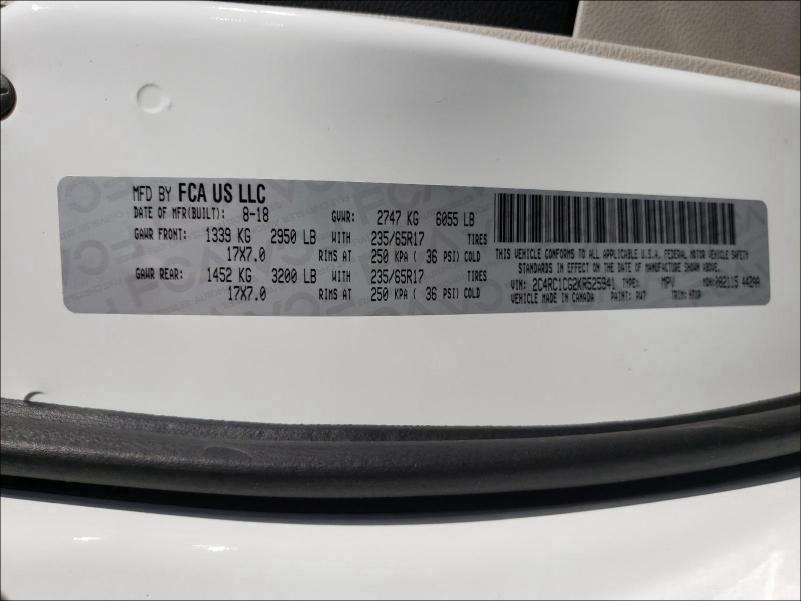 MFD BY FCA US LLC
DATE OF MFR(BUILT): 8-18 GVWR: 2747 KG 6055 LB
GAWR FRONT: 1339 KG 2950 LB WITH 235/65R17 TIRES
17X7.0 RIMS AT 250 KPA ( 36 PSI) COLD
GAWR REAR: 1452 KG 3200 LB WITH 235/65R17 TIRES
17X7.0 RIMS AT 250 KPA ( 36 PSI) COLD
THIS VEHICLE CONFORMS TO ALL APPLICABLE U.S.A. FEDERAL MOTOR VEHICLE SAFETY
STANDARDS IN EFFECT ON THE DATE OF MANUFACTURE SHOWN ABOVE.
VIN: 2C4RC1CG2KR525941 TYPE: MPV MDH: 082115
VEHICLE MADE IN CANADA PAINT: PW7 TRIM: